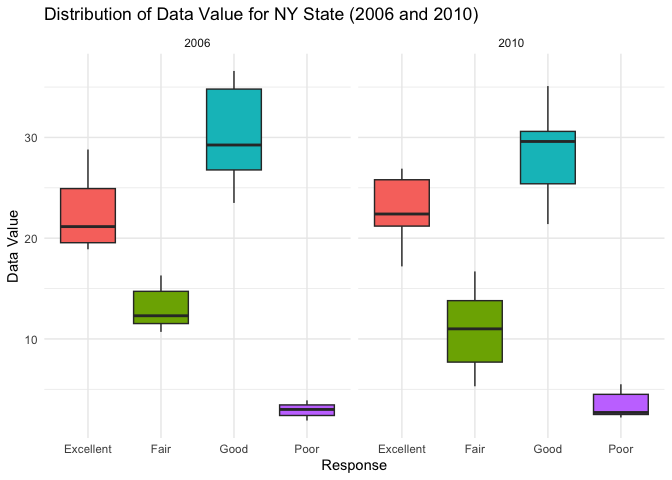 Distribution of Data Value for NY State (2006 and 2010)
2006 2010
Data Value
30
20
10
Excellent Fair Good Poor Excellent Fair Good Poor
Response